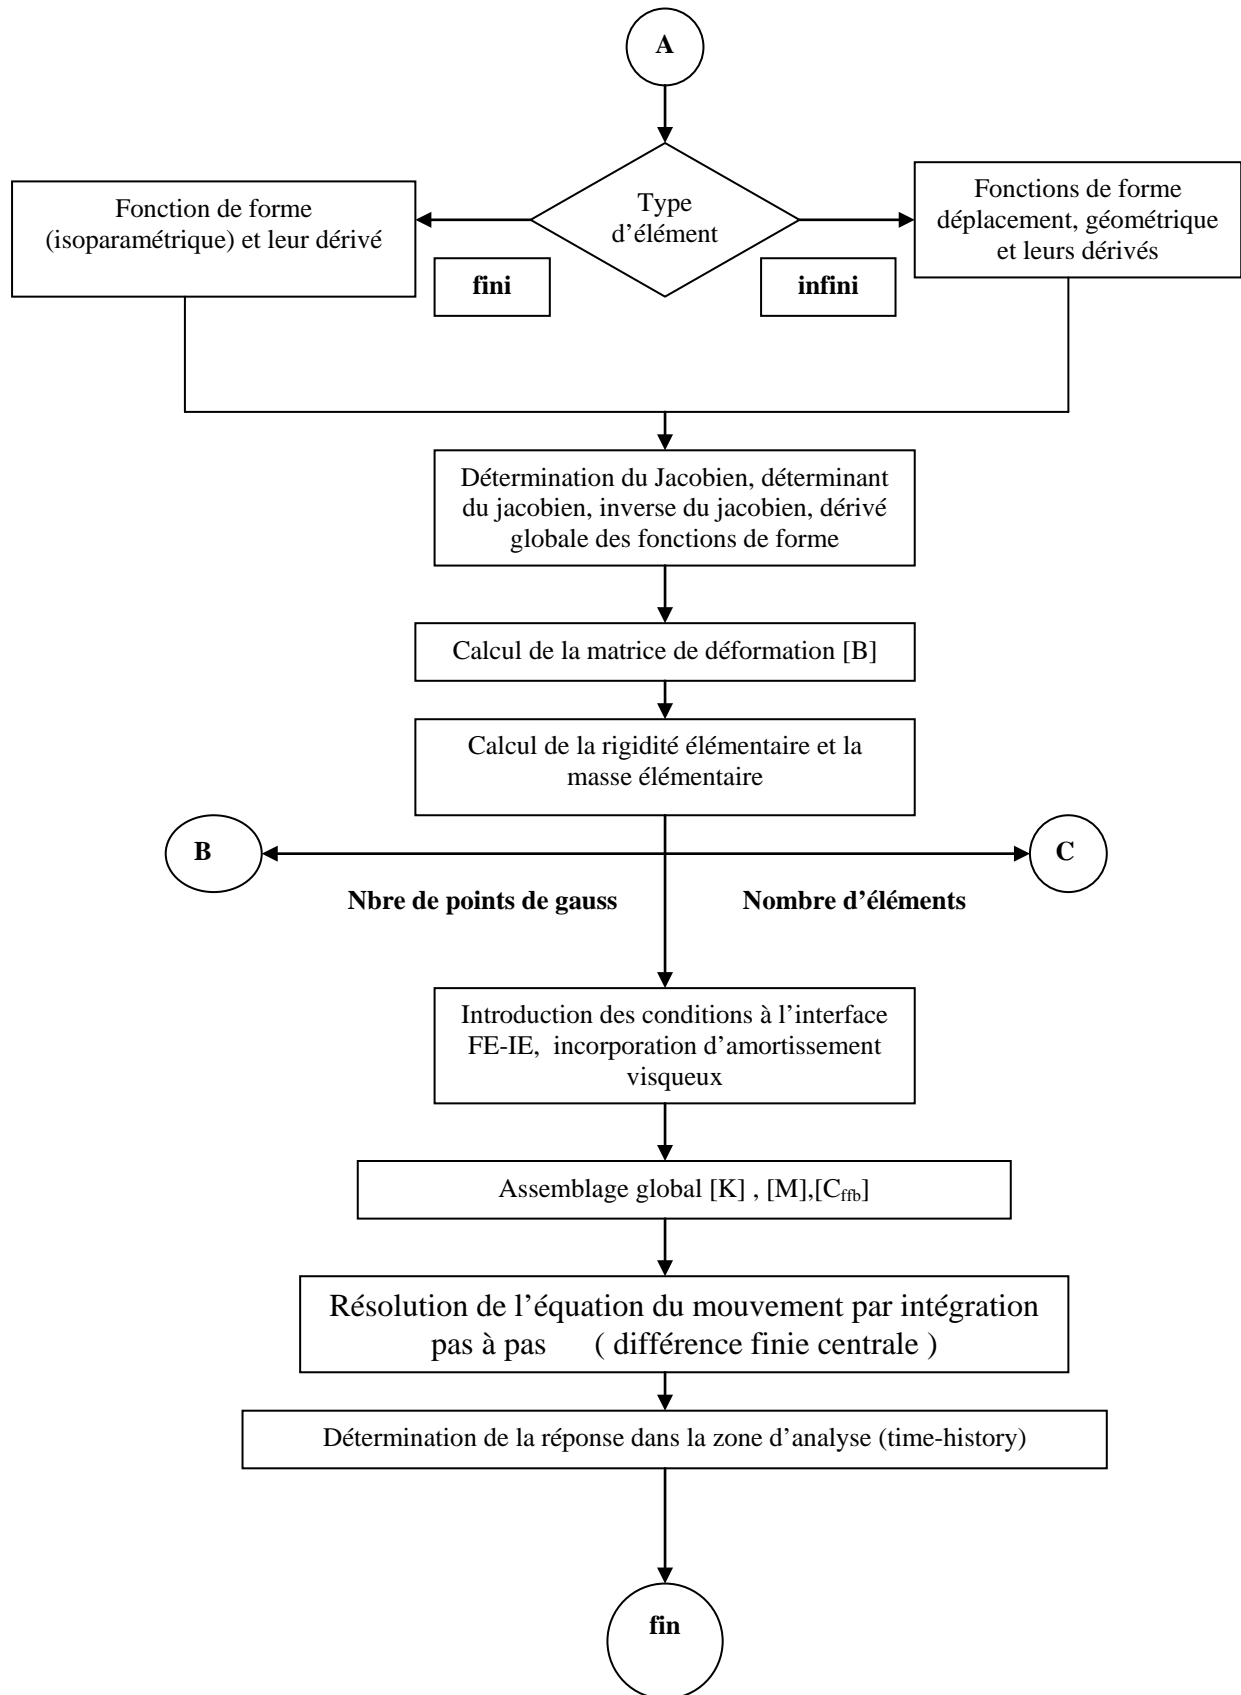 A
Type
d’élément
Fonction de forme
(isoparamétrique) et leur dérivé
Fonctions de forme
déplacement, géométrique
et leurs dérivés
fini
infini
Détermination du Jacobien, déterminant
du jacobien, inverse du jacobien, dérivé
globale des fonctions de forme
Calcul de la matrice de déformation [B]
Calcul de la rigidité élémentaire et la
masse élémentaire
B
C
Nbre de points de gauss
Nombre d’éléments
Introduction des conditions à l’interface
FE-IE, incorporation d’amortissement
visqueux
Assemblage global [K] , [M],[Cffb]
Résolution de l’équation du mouvement par intégration
pas à pas ( différence finie centrale )
Détermination de la réponse dans la zone d’analyse (time-history)
fin